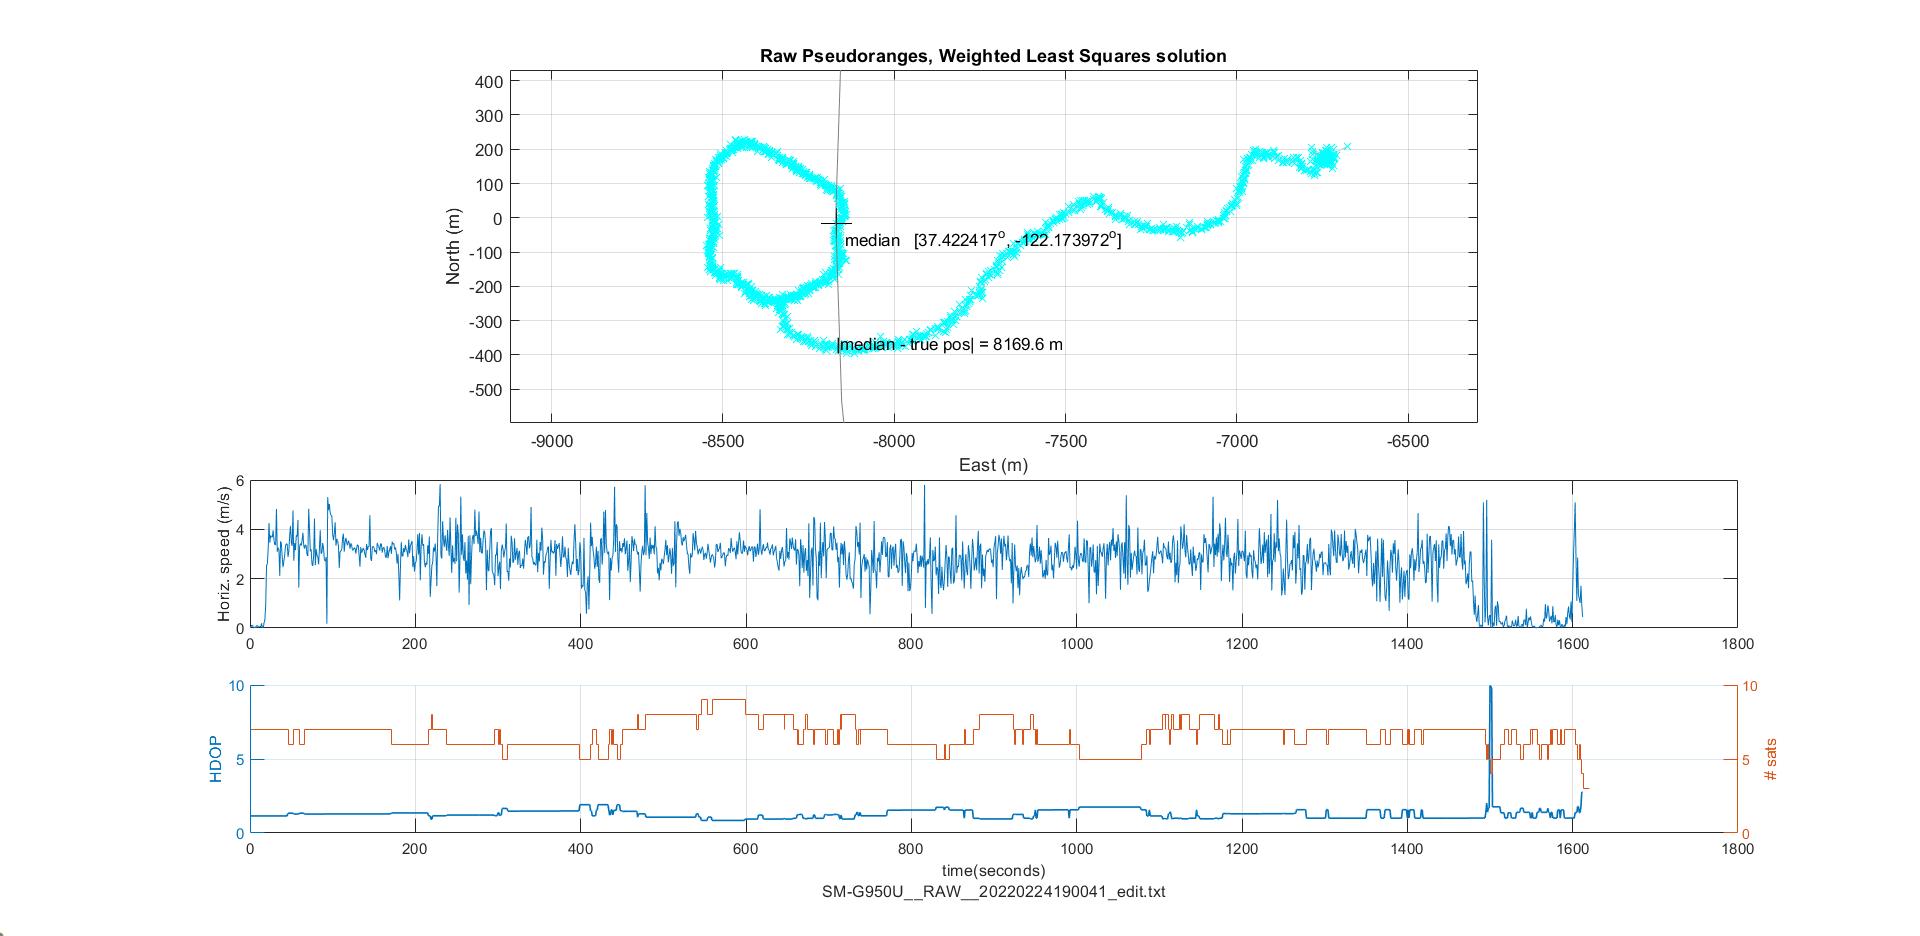 Raw Pseudoranges, Weighted Least Squares solution
400
300
200
100
0
-100
-200
-300
-400
-500
North (m)
median [37.422417o, -122.173972o]
|median - true pos| = 8169.6 m
-9000 -8500 -8000 -7500 -7000 -6500
East (m)
6
4
2
0
Horiz. speed (m/s)
0 200 400 600 800 1000 1200 1400 1600 1800
10
5
0
HDOP
10
5
0
# sats
0 200 400 600 800 1000 1200 1400 1600 1800
time(seconds)
SM-G950U__RAW__20220224190041_edit.txt